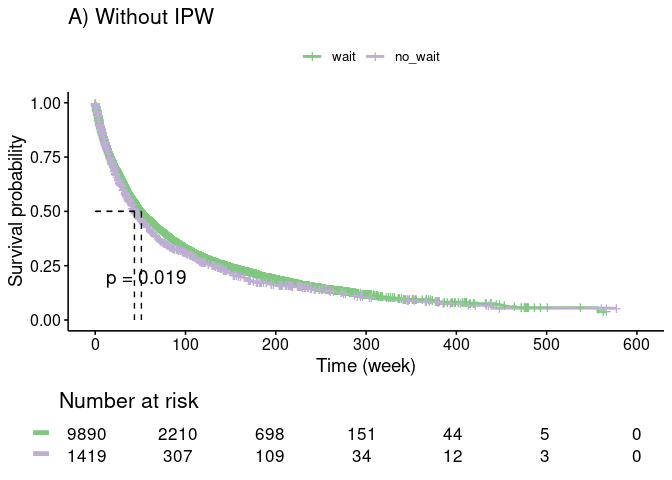 A) Without IPW
wait no_wait
Survival probability
1.00
0.75
0.50
0.25
0.00
p = 0.019
0 100 200 300 400 500 600
Time (week)
Number at risk
9890 2210 698 151 44 5 0
1419 307 109 34 12 3 0